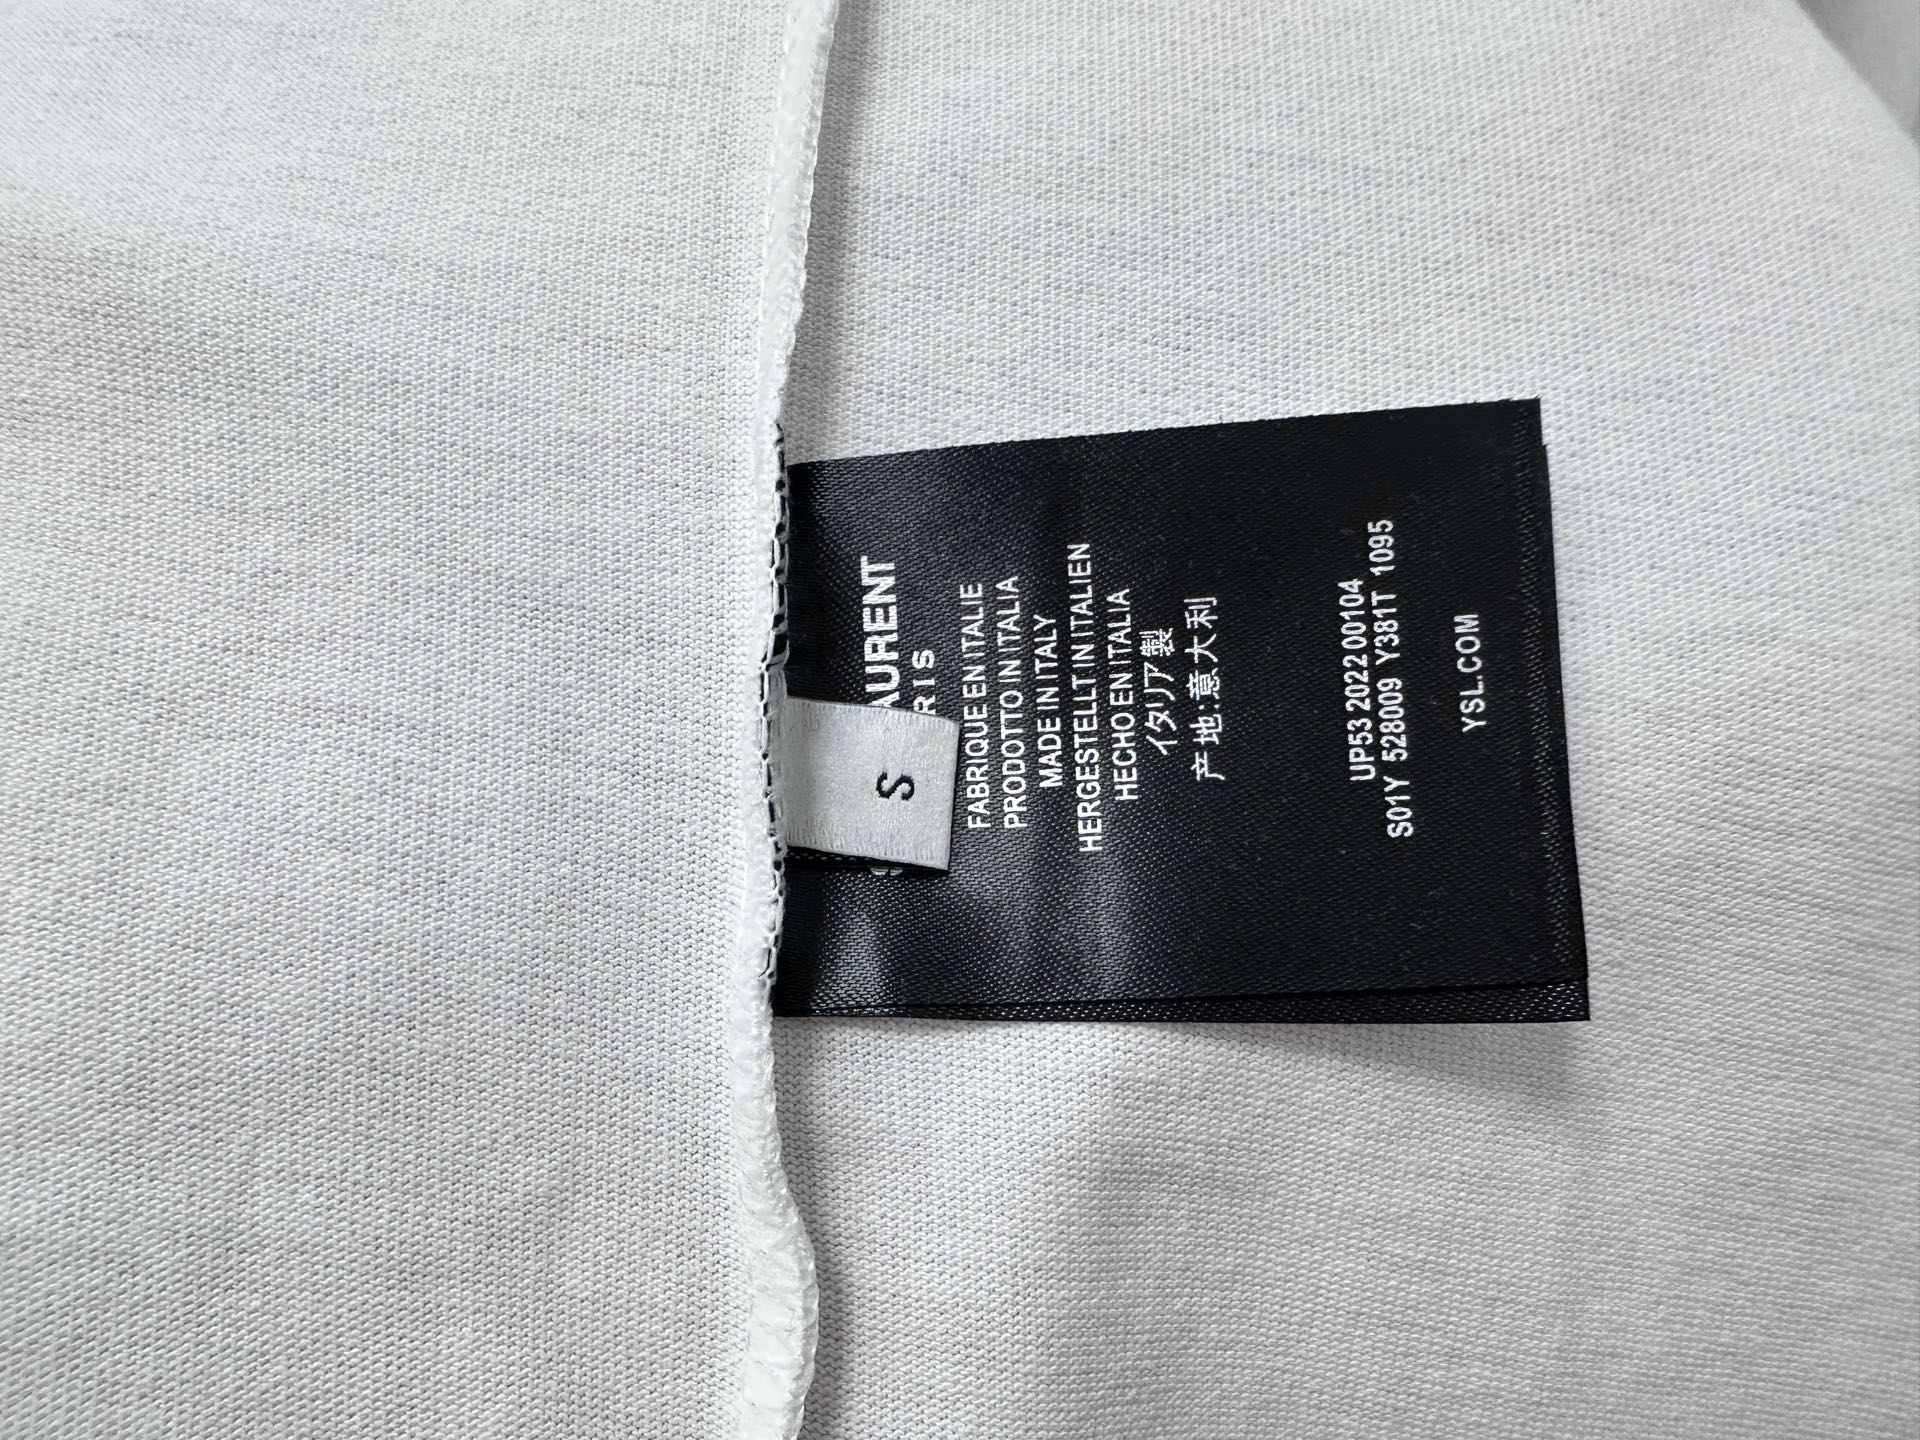 AURENT
RIS
S
FABRIQUE EN ITALIE
PRODOTTO IN ITALIA
MADE IN ITALY
HERGESTELLT IN ITALIEN
HECHO EN ITALIA
イタリア製
产地:意大利
UP53 2022 00104
S01Y 528009 Y381T 1095
YSL.COM